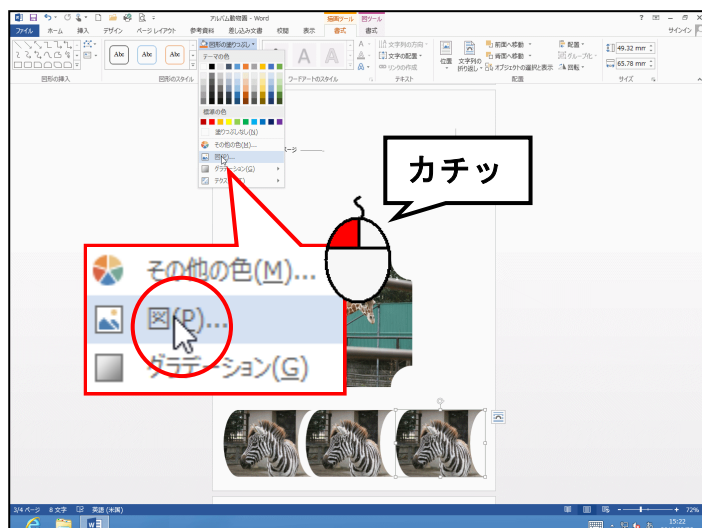 アルバム動物園 - Word
描画ツール 図ツール
サインイン
ファイル ホーム 挿入 デザイン ページ レイアウト 参考資料 差し込み文書 校閲 表示 書式 書式
図形の塗りつぶし
Abc Abc Abc
A A A
文字列の方向
文字の配置
リンクの作成
位置 文字列の折り返し
前面へ移動
背面へ移動
オブジェクトの選択と表示
配置
グループ化
回転
49.32 mm
65.78 mm
図形の挿入 図形のスタイル ワードアートのスタイル テキスト 配置 サイズ
テーマの色
標準の色
塗りつぶしなし(N)
その他の色(M)...
図(P)...
グラデーション(G)
ページ
カチッ
その他の色(M)...
図(P)...
グラデーション(G)
3/4 ページ 8 文字 英語 (米国) 72%
15:22